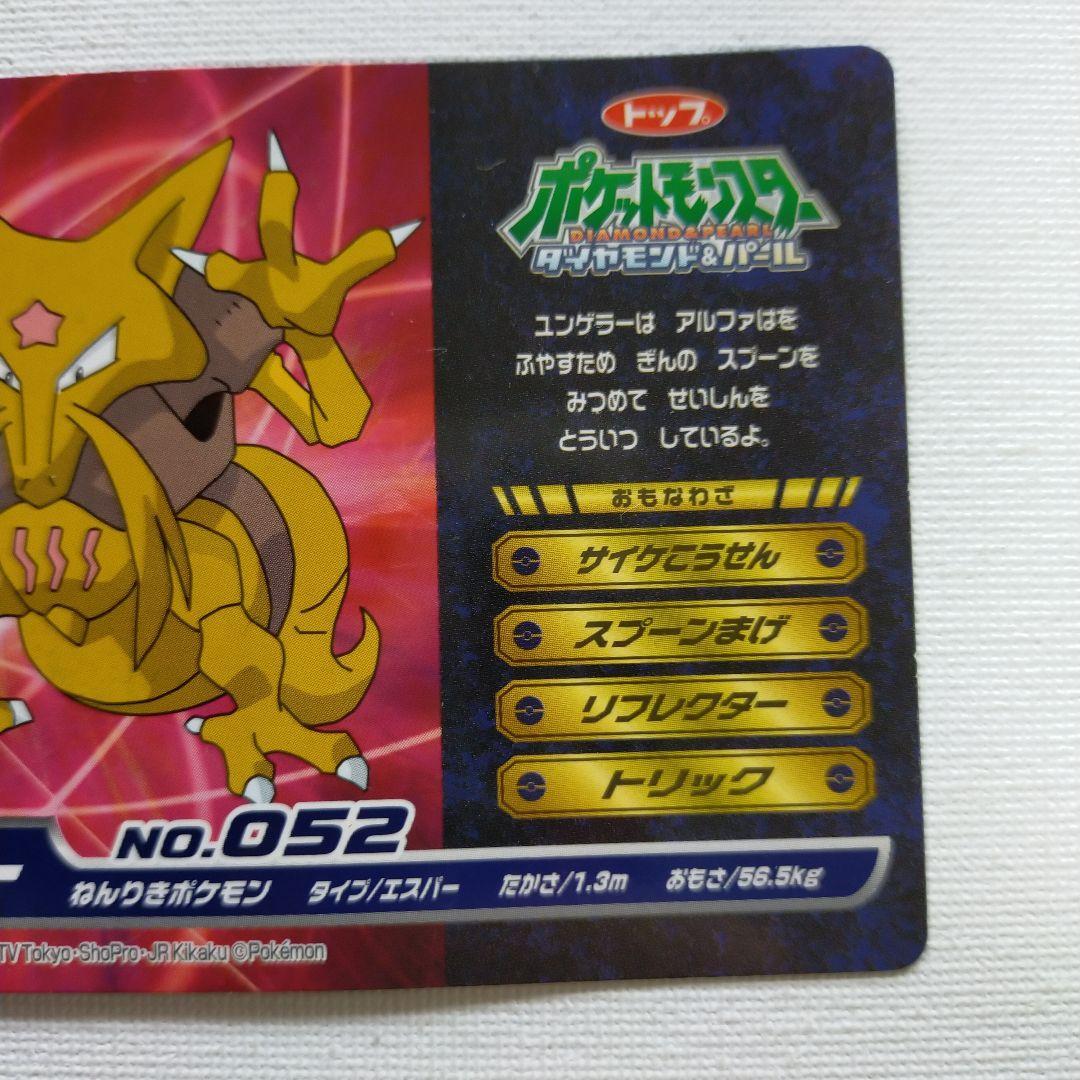 トップ®
ポケットモンスター
DIAMOND&PEARL
ダイヤモンド&パール
ユンゲラーは アルファはを
ふやすため ぎんの スプーンを
みつめて せいしんを
とういつ しているよ。
おもなわざ
サイケこうせん
スプーンまげ
リフレクター
トリック
NO.052
ねんりきポケモン タイプ/エスパー たかさ/1.3m おもさ/56.5kg
TV Tokyo・ShoPro・JR Kikaku ©Pokémon